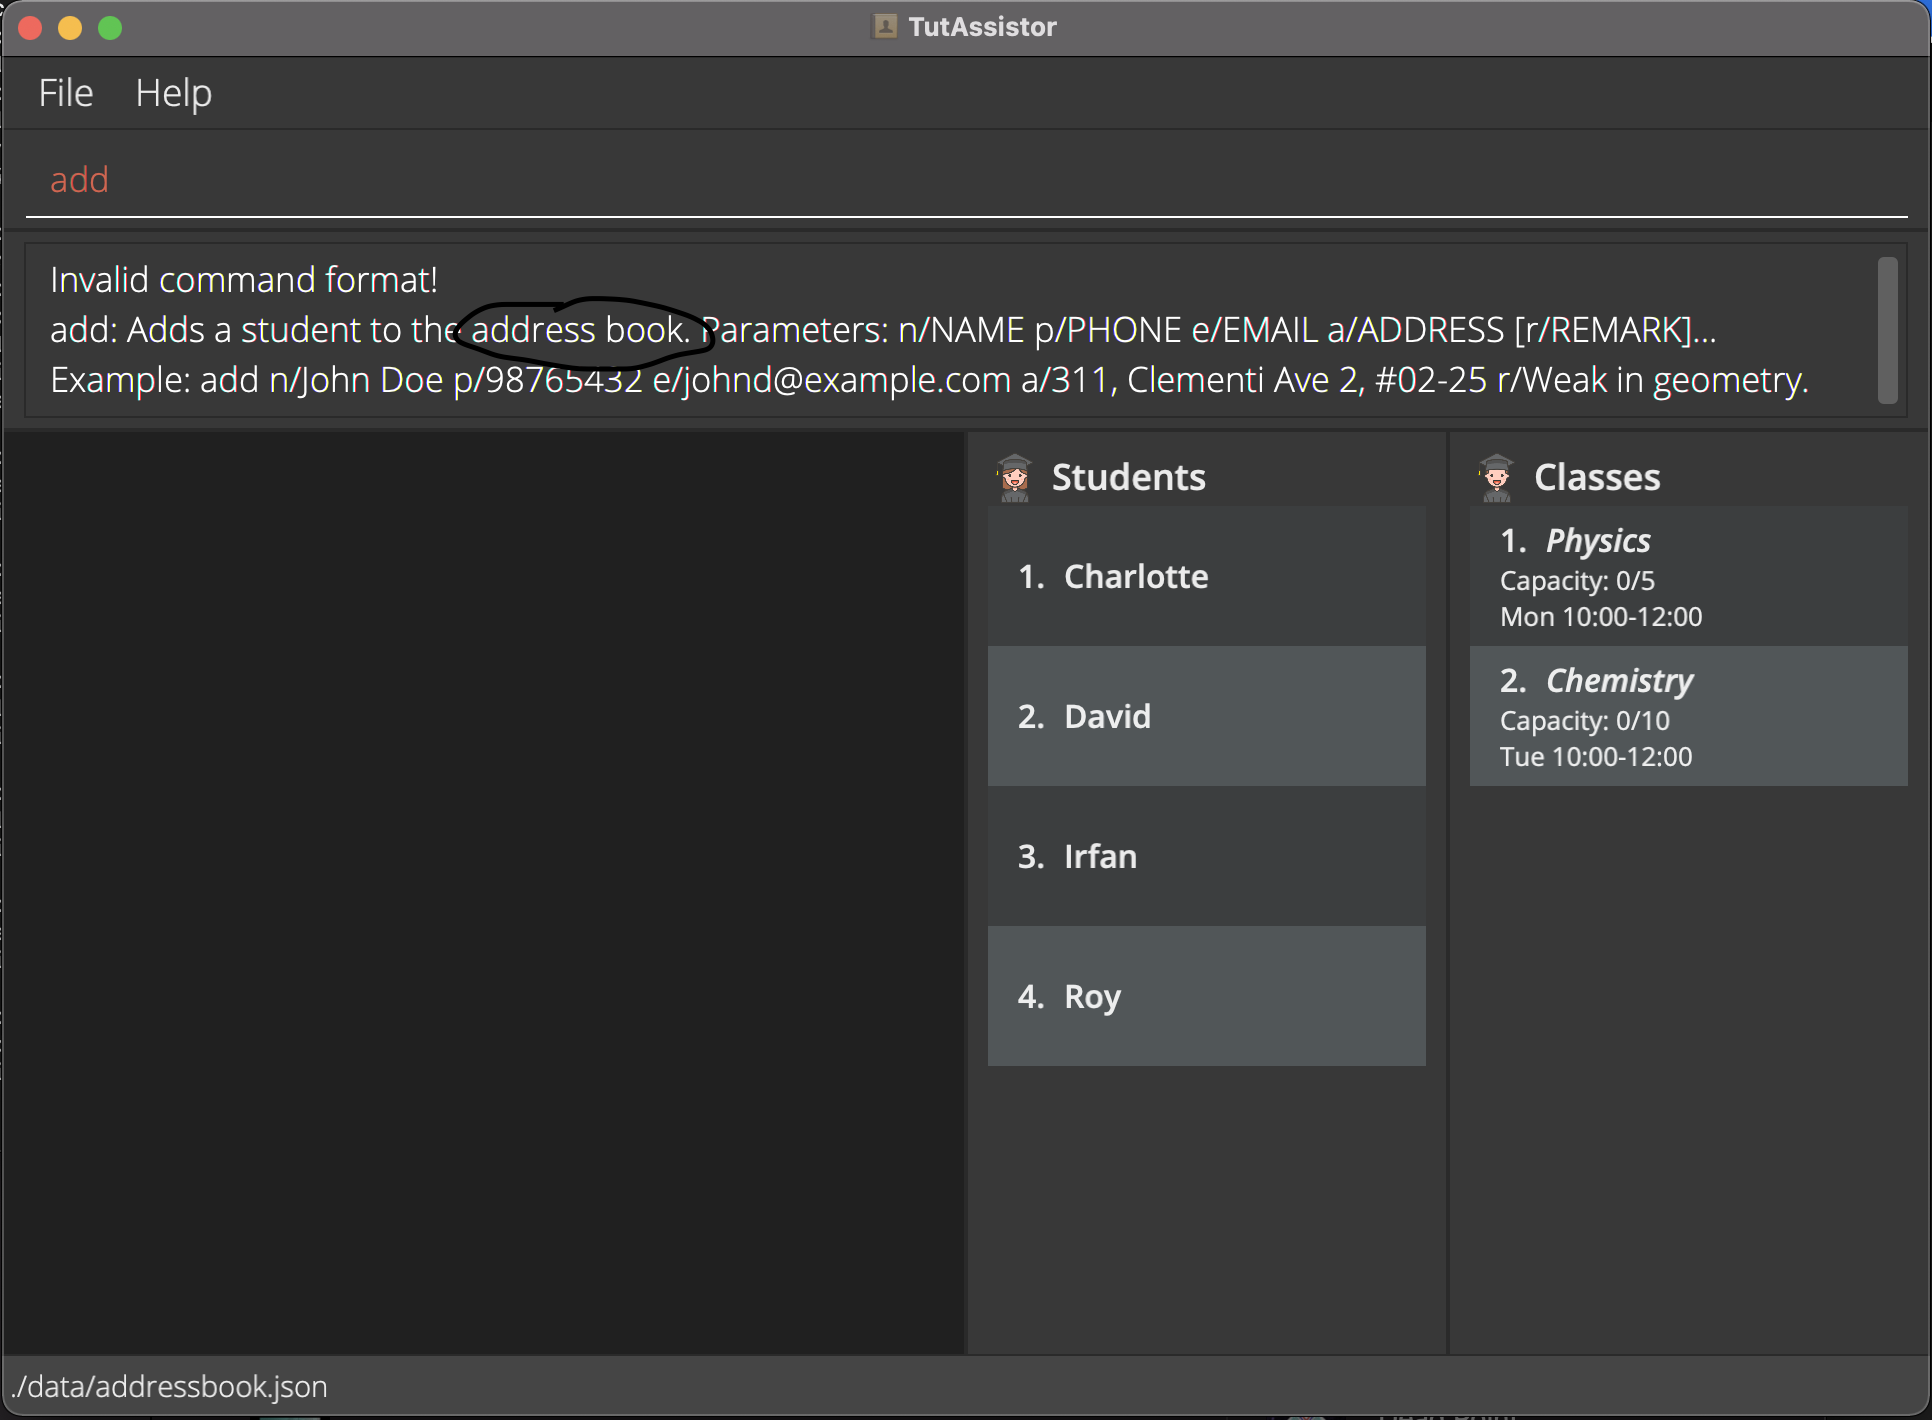 TutAssistor
File Help
add
Invalid command format!
add: Adds a student to the address book. Parameters: n/NAME p/PHONE e/EMAIL a/ADDRESS [r/REMARK]...
Example: add n/John Doe p/98765432 e/johnd@example.com a/311, Clementi Ave 2, #02-25 r/Weak in geometry.
Students
1. Charlotte
2. David
3. Irfan
4. Roy
Classes
1. Physics
Capacity: 0/5
Mon 10:00-12:00
2. Chemistry
Capacity: 0/10
Tue 10:00-12:00
./data/addressbook.json